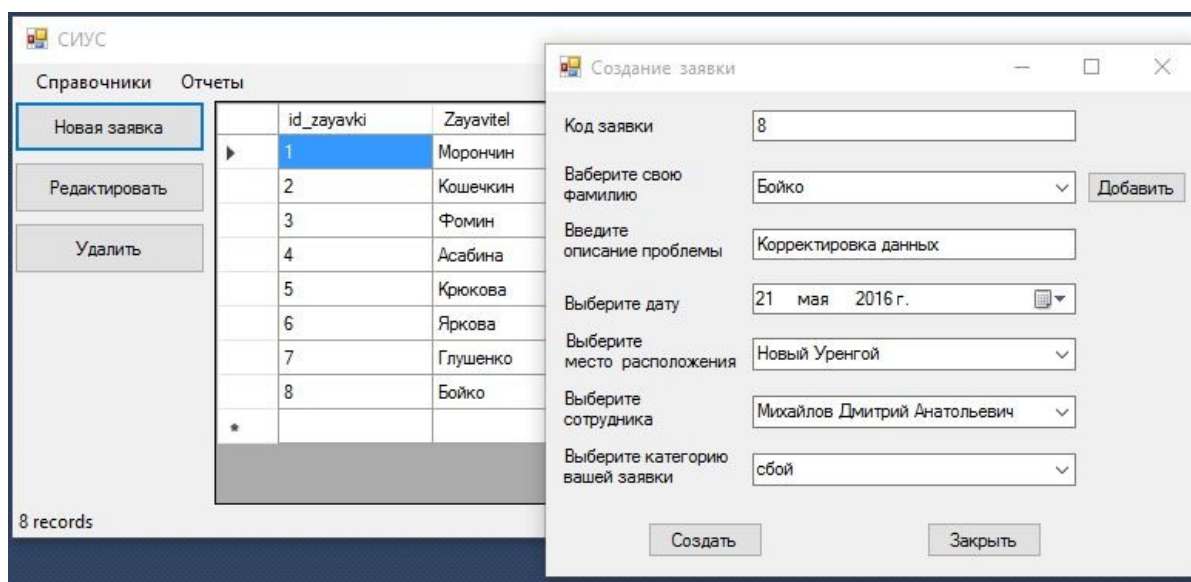 СИУС
Справочники Отчеты
Новая заявка
Редактировать
Удалить
id_zayavki Zayavitel
1 Морончин
2 Кошечкин
3 Фомин
4 Асабина
5 Крюкова
6 Яркова
7 Глушенко
8 Бойко
8 records
Создание заявки
Код заявки 8
Ваберите свою
фамилию
Бойко
Добавить
Введите
описание проблемы
Корректировка данных
Выберите дату
21 мая 2016 г.
Выберите
место расположения
Новый Уренгой
Выберите
сотрудника
Михайлов Дмитрий Анатольевич
Выберите категорию
вашей заявки
сбой
Создать Закрыть